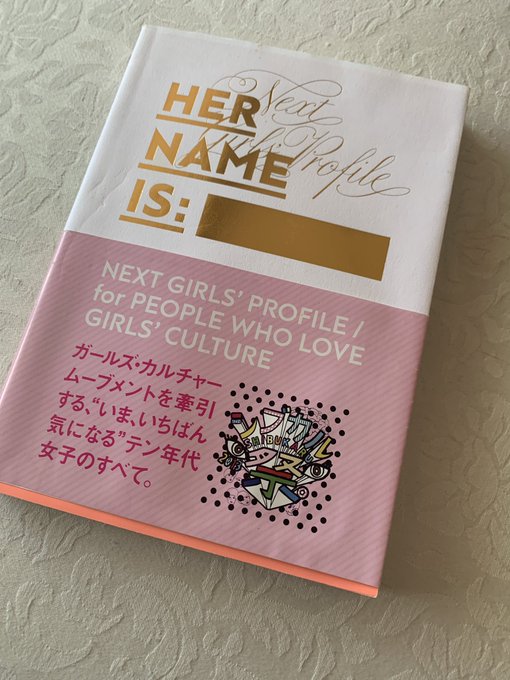 Next
Girls' Profile
HER
NAME
IS:
NEXT GIRLS' PROFILE /
for PEOPLE WHO LOVE
GIRLS' CULTURE
ガールズ・カルチャー
ムーブメントを牽引
する、“いま、いちばん
気になる”テン年代
女子のすべて。